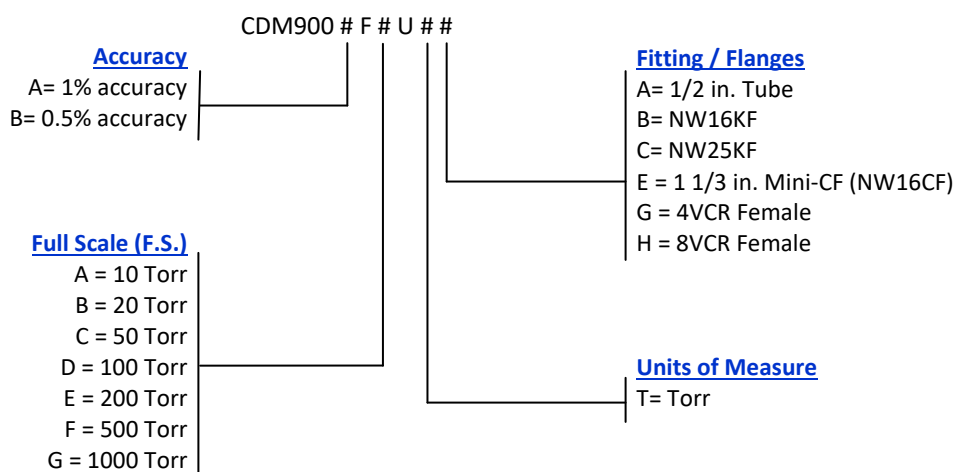 CDM900 # F # U # #
Accuracy
A= 1% accuracy
B= 0.5% accuracy
Full Scale (F.S.)
A = 10 Torr
B = 20 Torr
C = 50 Torr
D = 100 Torr
E = 200 Torr
F = 500 Torr
G = 1000 Torr
Fitting / Flanges
A= 1/2 in. Tube
B= NW16KF
C= NW25KF
E = 1 1/3 in. Mini-CF (NW16CF)
G = 4VCR Female
H = 8VCR Female
Units of Measure
T= Torr